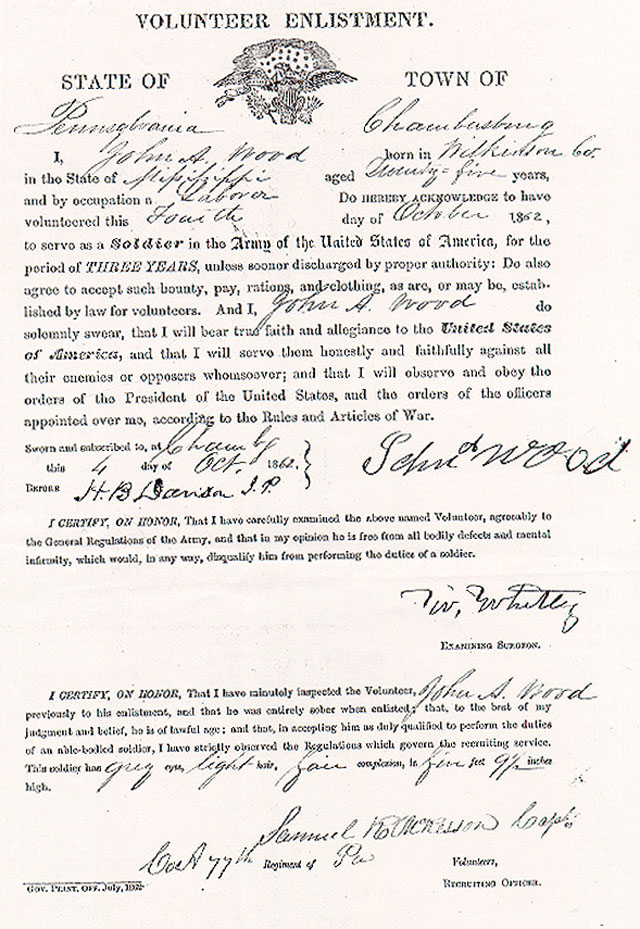 VOLUNTEER ENLISTMENT.
STATE OF TOWN OF
Pennsylvania Chambersburg
I, John A. Wood born in Wilkinson Co.
in the State of Missizzippi aged Twenty=five years,
and by occupation a Laborer Do HEREBY ACKNOWLEDGE to have
volunteered this Fourth day of October 1862,
to serve as a Soldier in the Army of the United States of America, for the
period of THREE YEARS, unless sooner discharged by proper authority: Do also
agree to accept such bounty, pay, rations, and clothing, as are, or may be, estab-
lished by law for volunteers. And I, John A. Wood do
solemnly swear, that I will bear true faith and allegiance to the United States
of America, and that I will serve them honestly and faithfully against all
their enemies or opposers whomsoever; and that I will observe and obey the
orders of the President of the United States, and the orders of the officers
appointed over me, according to the Rules and Articles of War.
Sworn and subscribed to, at Chambg
this 4 day of Oct. 1862.
BEFORE H. B. Davison J. P.
John A Wood
I CERTIFY, ON HONOR, That I have carefully examined the above named Volunteer, agreeably to
the General Regulations of the Army, and that in my opinion he is free from all bodily defects and mental
infirmity, which would, in any way, disqualify him from performing the duties of a soldier.
EXAMINING SURGEON.
I CERTIFY, ON HONOR, That I have minutely inspected the Volunteer, John A. Wood
previously to his enlistment, and that he was entirely sober when enlisted; that, to the best of my
judgment and belief, he is of lawful age; and that, in accepting him as duly qualified to perform the duties
of an able-bodied soldier, I have strictly observed the Regulations which govern the recruiting service.
This soldier has grey eyes, light hair, fair complexion, is five feet 9½ inches
high.
Samuel R McKesson Capt
Co A 77th Regiment of Pa Volunteers,
RECRUITING OFFICER.
GOV. PRINT. OFF. July,